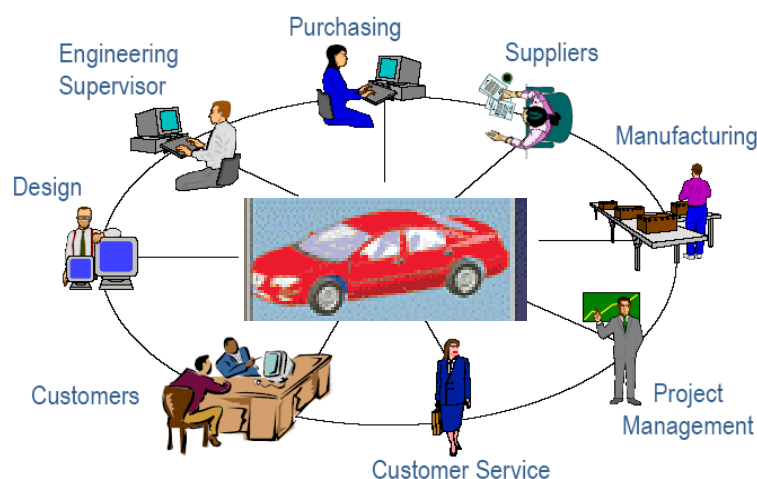 Purchasing
Engineering
Supervisor
Suppliers
Manufacturing
Design
Customers
Project
Management
Customer Service